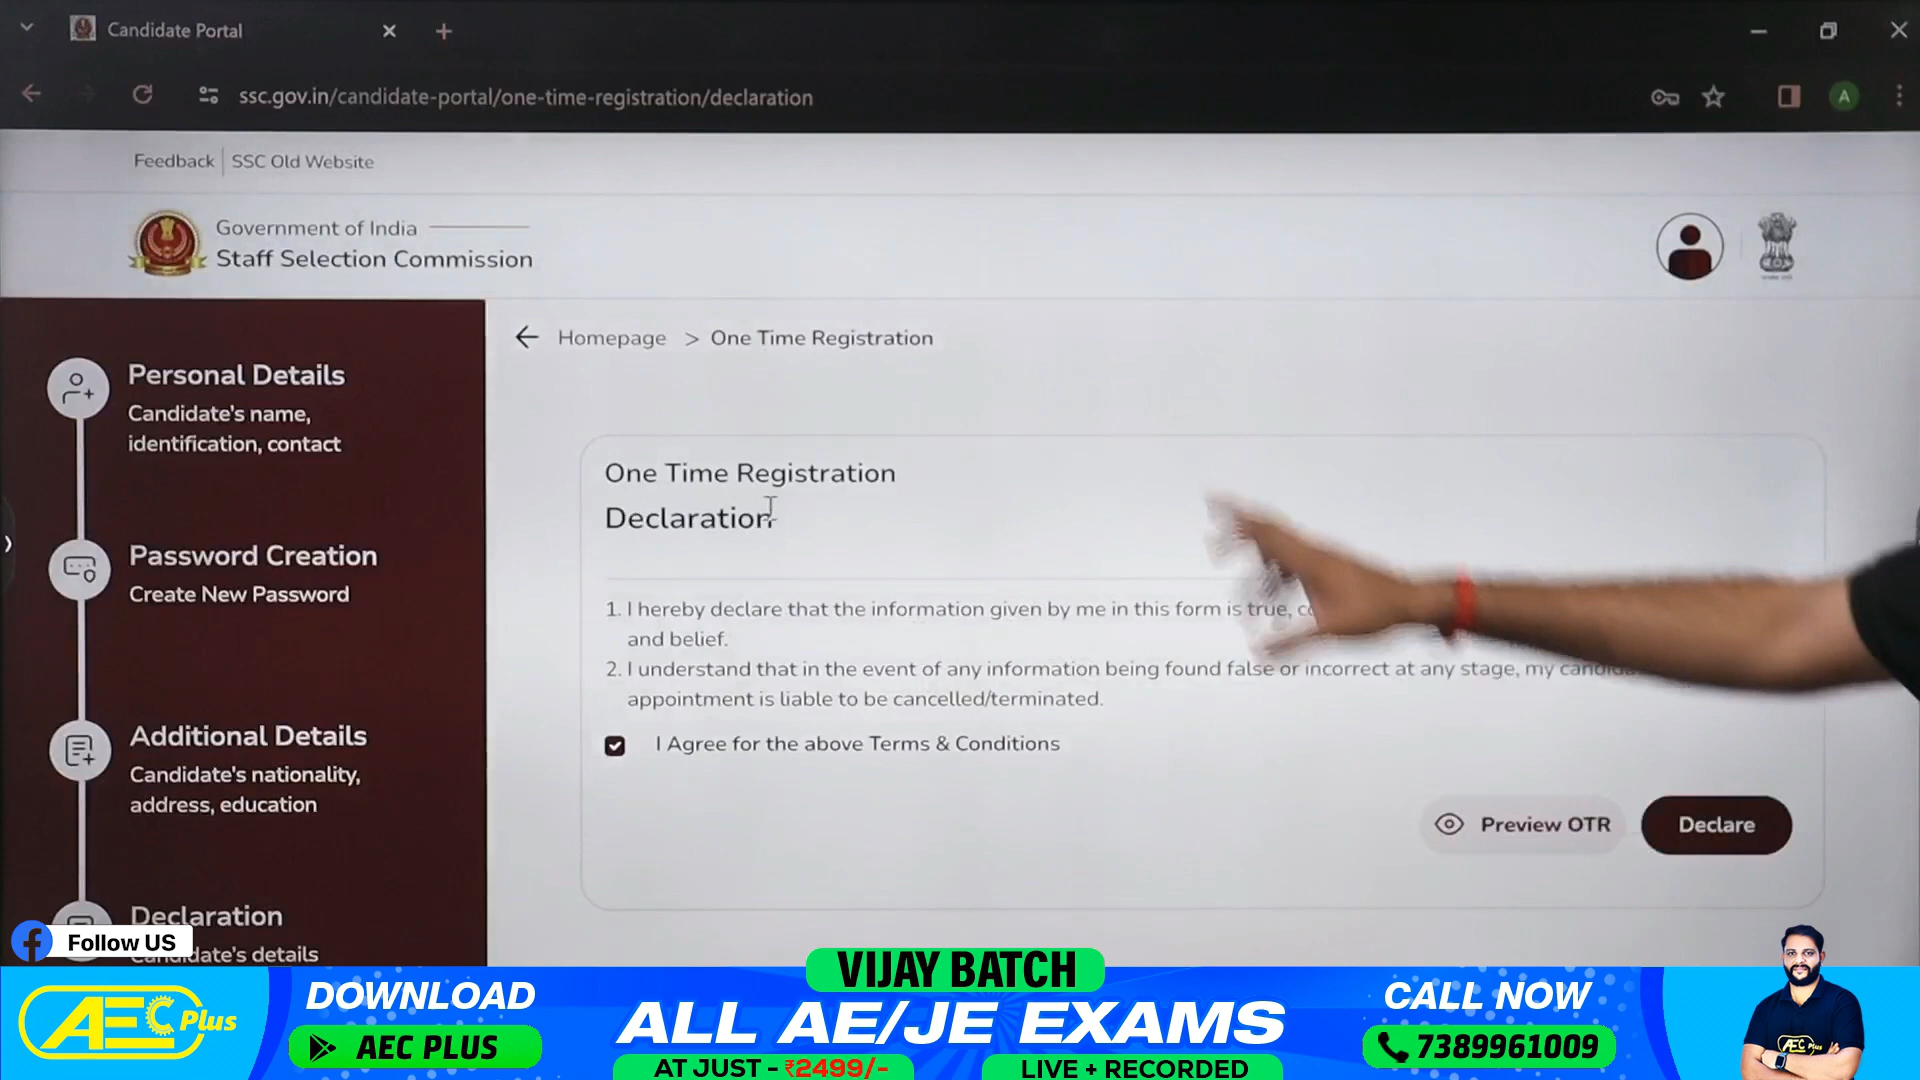 Candidate Portal
ssc.gov.in/candidate-portal/one-time-registration/declaration
A
Feedback
SSC Old Website
Government of India
Staff Selection Commission
Personal Details
Candidate's name,
identification, contact
Password Creation
Create New Password
Additional Details
Candidate's nationality,
address, education
Declaration
details
Homepage > One Time Registration
One Time Registration
Declaration
1. I hereby declare that the information given by me in this form is true,
and belief.
2. I understand that in the event of any information being found false or incorrect at any stage, my
appointment is liable to be cancelled/terminated.
I Agree for the above Terms & Conditions
Preview OTR
Declare
Follow US
AEC Plus
DOWNLOAD
AEC PLUS
VIJAY BATCH
ALL AE/JE EXAMS
AT JUST - ₹2499/-
LIVE + RECORDED
CALL NOW
7389961009
AEC Plus